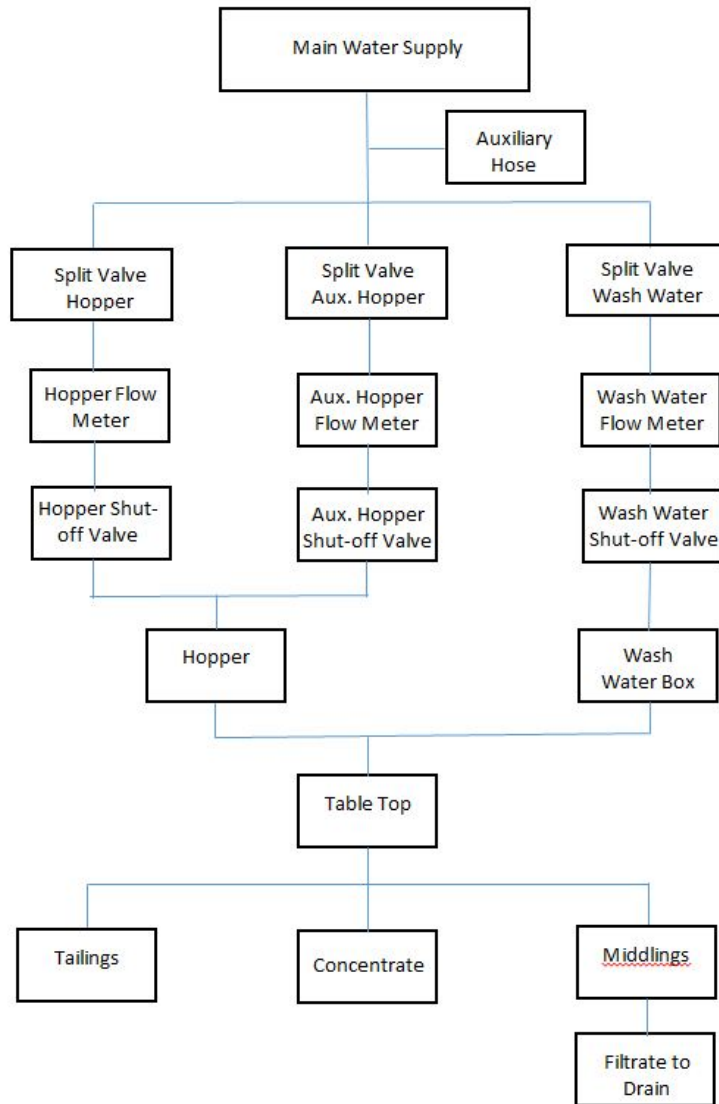 Main Water Supply
Auxiliary
Hose
Split Valve
Hopper
Split Valve
Aux. Hopper
Split Valve
Wash Water
Hopper Flow
Meter
Aux. Hopper
Flow Meter
Wash Water
Flow Meter
Hopper Shut-
off Valve
Aux. Hopper
Shut-off Valve
Wash Water
Shut-off Valve
Hopper
Wash
Water Box
Table Top
Tailings
Concentrate
Middlings
Filtrate to
Drain